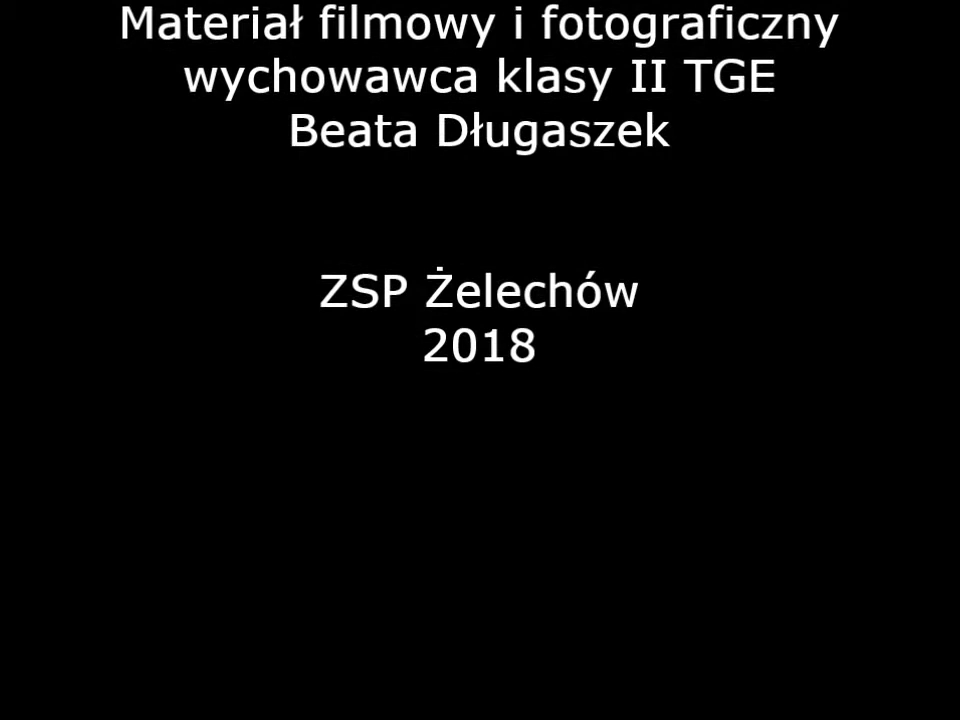 Materiał filmowy i fotograficzny
wychowawca klasy II TGE
Beata Długaszek
ZSP Żelechów
2018